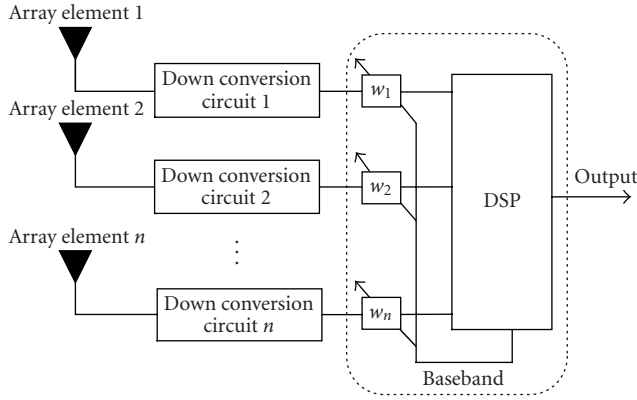 Array element 1
Down conversion
circuit 1
w1
Array element 2
Down conversion
circuit 2
w2
DSP
Output
Array element n
⋮
Down conversion
circuit n
wn
Baseband